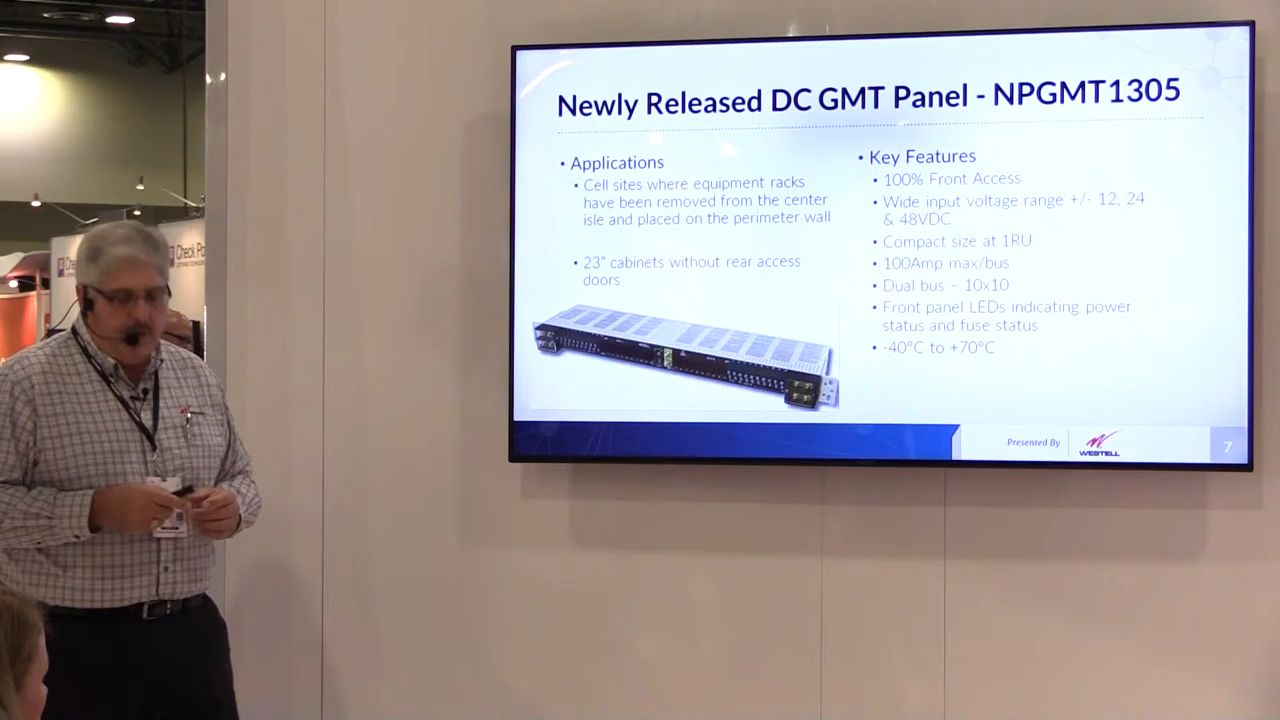 Newly Released DC GMT Panel - NPGMT1305
• Applications
• Cell sites where equipment racks
have been removed from the center
isle and placed on the perimeter wall
• 23" cabinets without rear access
doors
• Key Features
• 100% Front Access
• Wide input voltage range +/- 12, 24
& 48VDC
• Compact size at 1RU
• 100Amp max/bus
• Dual bus – 10x10
• Front panel LEDs indicating power
status and fuse status
• -40°C to +70°C
Presented By
WESTELL
7
Check Po